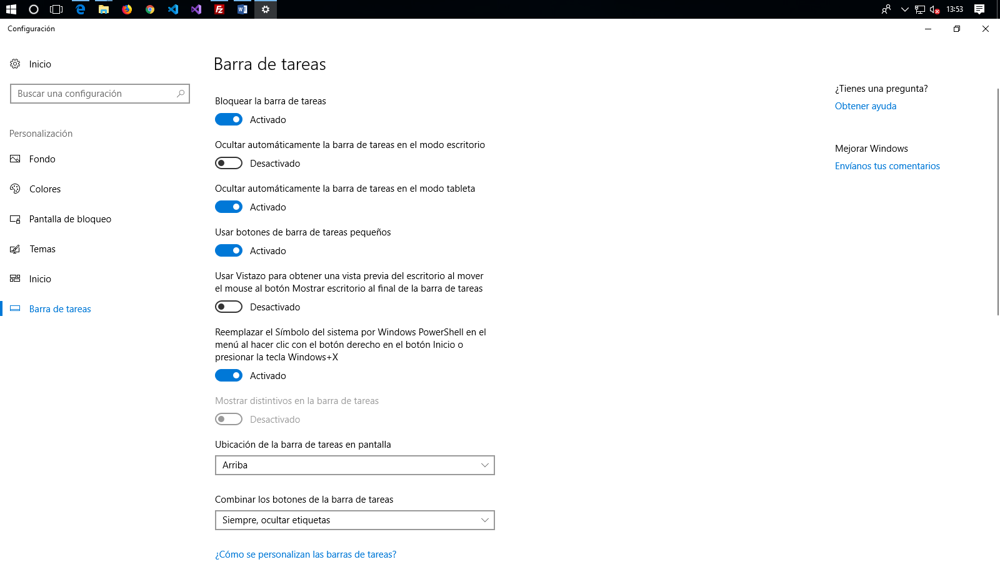 13:53
Configuración
Inicio
Buscar una configuración
Personalización
Fondo
Colores
Pantalla de bloqueo
Temas
Inicio
Barra de tareas
Barra de tareas
Bloquear la barra de tareas
Activado
Ocultar automáticamente la barra de tareas en el modo escritorio
Desactivado
Ocultar automáticamente la barra de tareas en el modo tableta
Activado
Usar botones de barra de tareas pequeños
Activado
Usar Vistazo para obtener una vista previa del escritorio al mover
el mouse al botón Mostrar escritorio al final de la barra de tareas
Desactivado
Reemplazar el Símbolo del sistema por Windows PowerShell en el
menú al hacer clic con el botón derecho en el botón Inicio o
presionar la tecla Windows+X
Activado
Mostrar distintivos en la barra de tareas
Desactivado
Ubicación de la barra de tareas en pantalla
Arriba
Combinar los botones de la barra de tareas
Siempre, ocultar etiquetas
¿Cómo se personalizan las barras de tareas?
¿Tienes una pregunta?
Obtener ayuda
Mejorar Windows
Envíanos tus comentarios